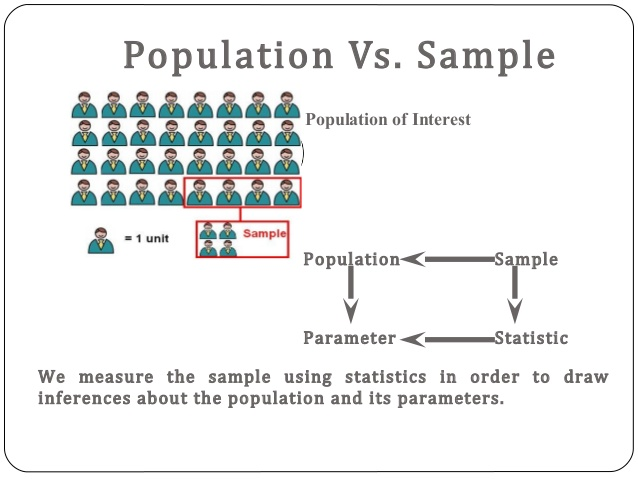 Population Vs. Sample
Population of Interest
= 1 unit
Sample
Population
Sample
Parameter
Statistic
We measure the sample using statistics in order to draw
inferences about the population and its parameters.